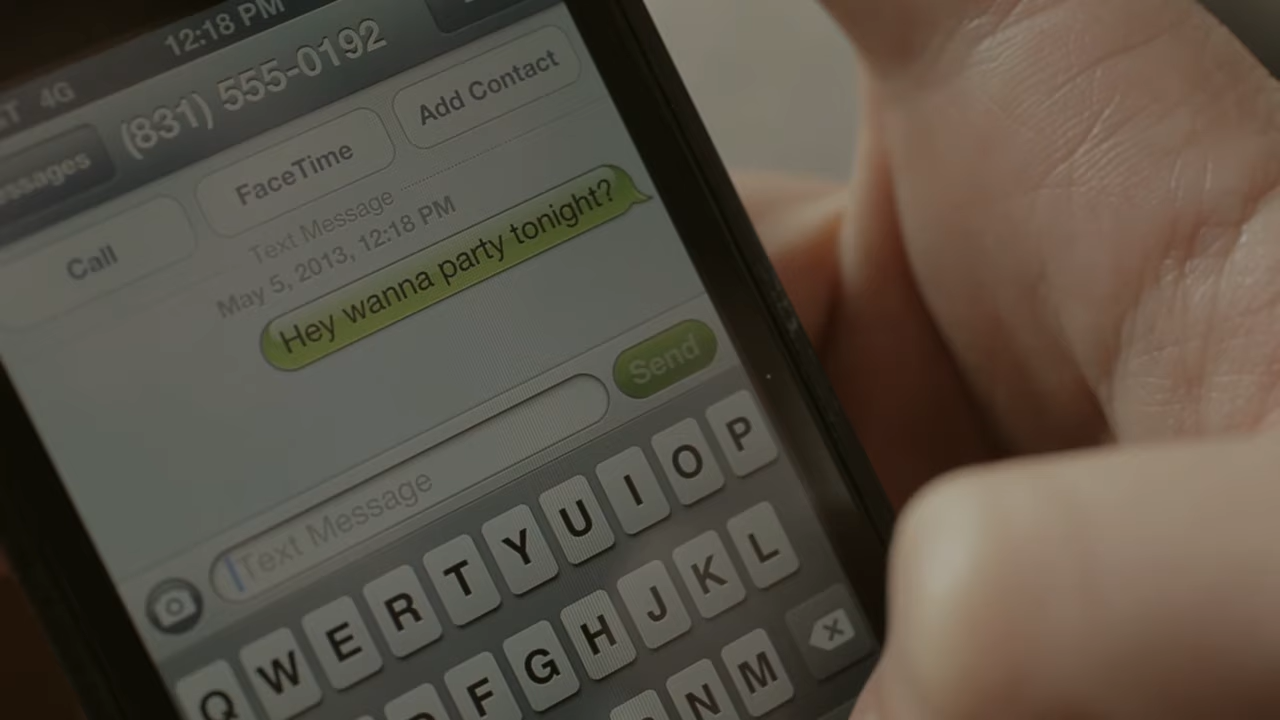 12:18 PM
4G
(831) 555-0192
Call
FaceTime
Add Contact
Text Message
May 5, 2013, 12:18 PM
Hey wanna party tonight?
Text Message
Send
Q W E R T Y U I O P
F G H J K L
N M